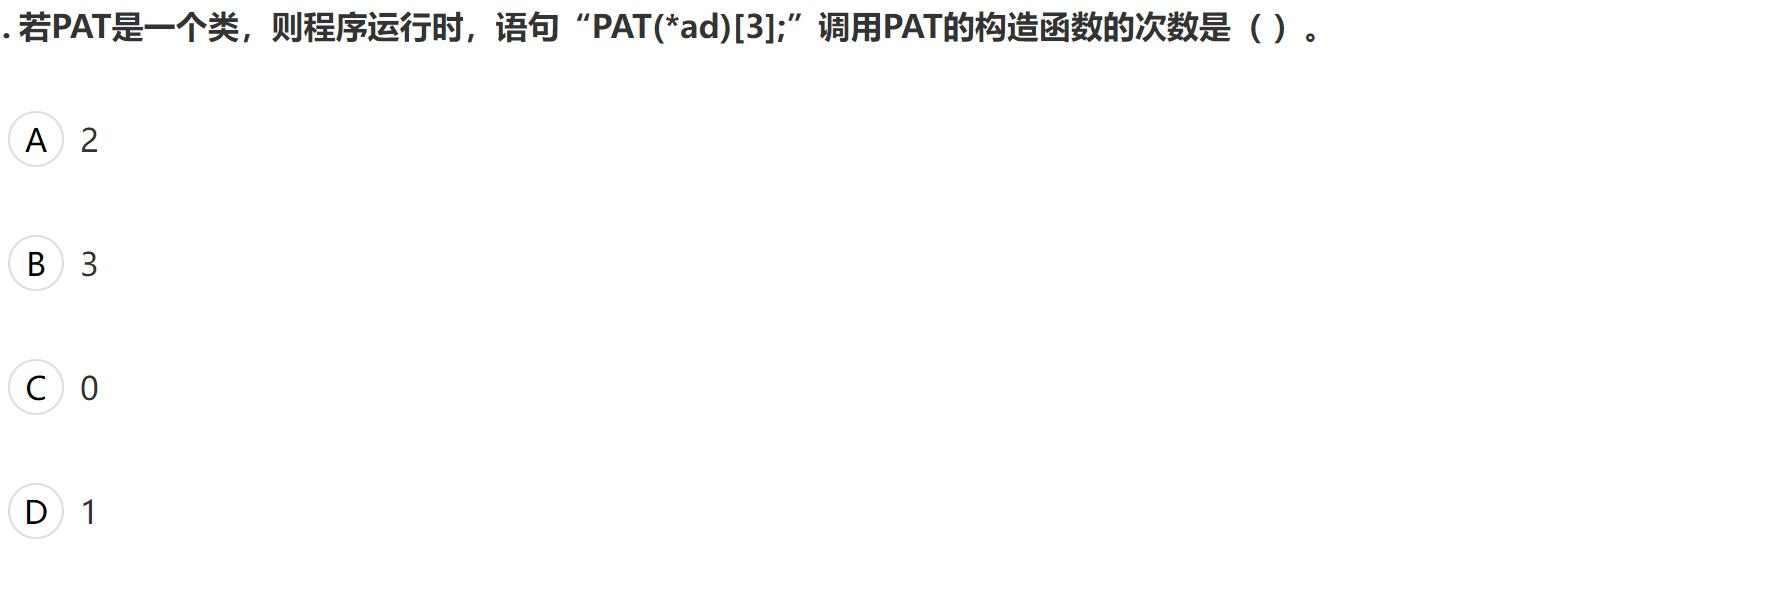 . 若PAT是一个类，则程序运行时，语句“PAT(*ad)[3];”调用PAT的构造函数的次数是（ ）。
A 2
B 3
C 0
D 1